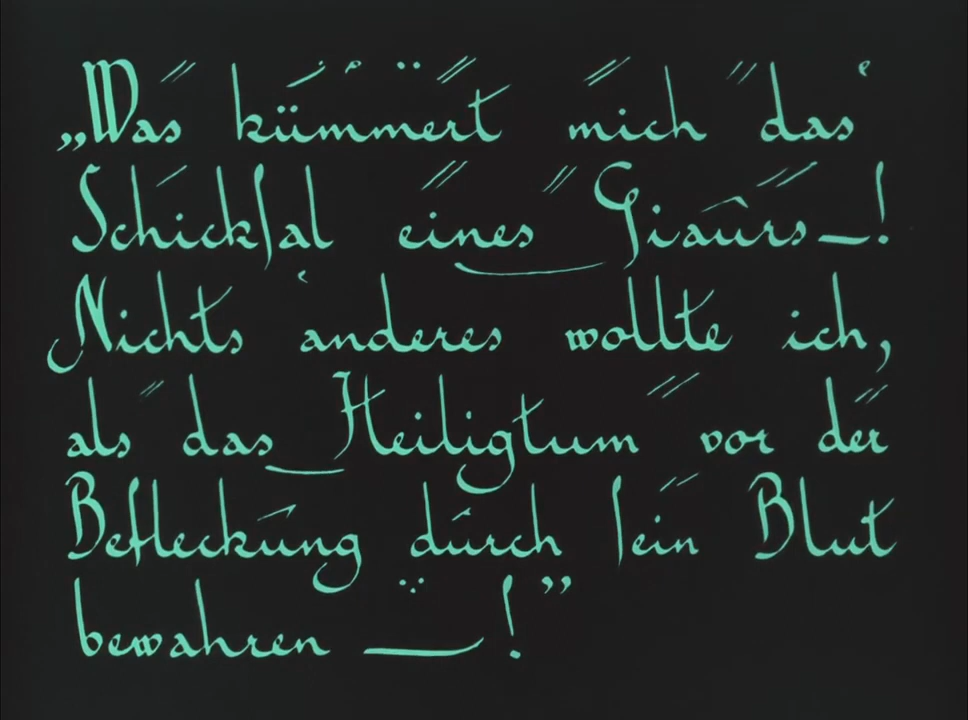 „Was kümmert mich das
Schickſal eines Giaurs—!
Nichts anderes wollte ich,
als das Heiligtum vor der
Befleckung durch ſein Blut
bewahren —!”